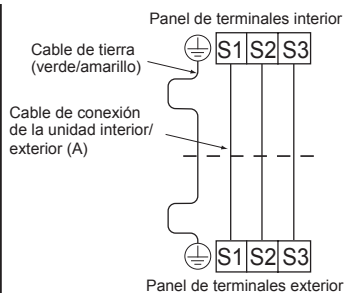 Panel de terminales interior
Cable de tierra
(verde/amarillo)
S1 S2 S3
Cable de conexión
de la unidad interior/
exterior (A)
S1 S2 S3
Panel de terminales exterior